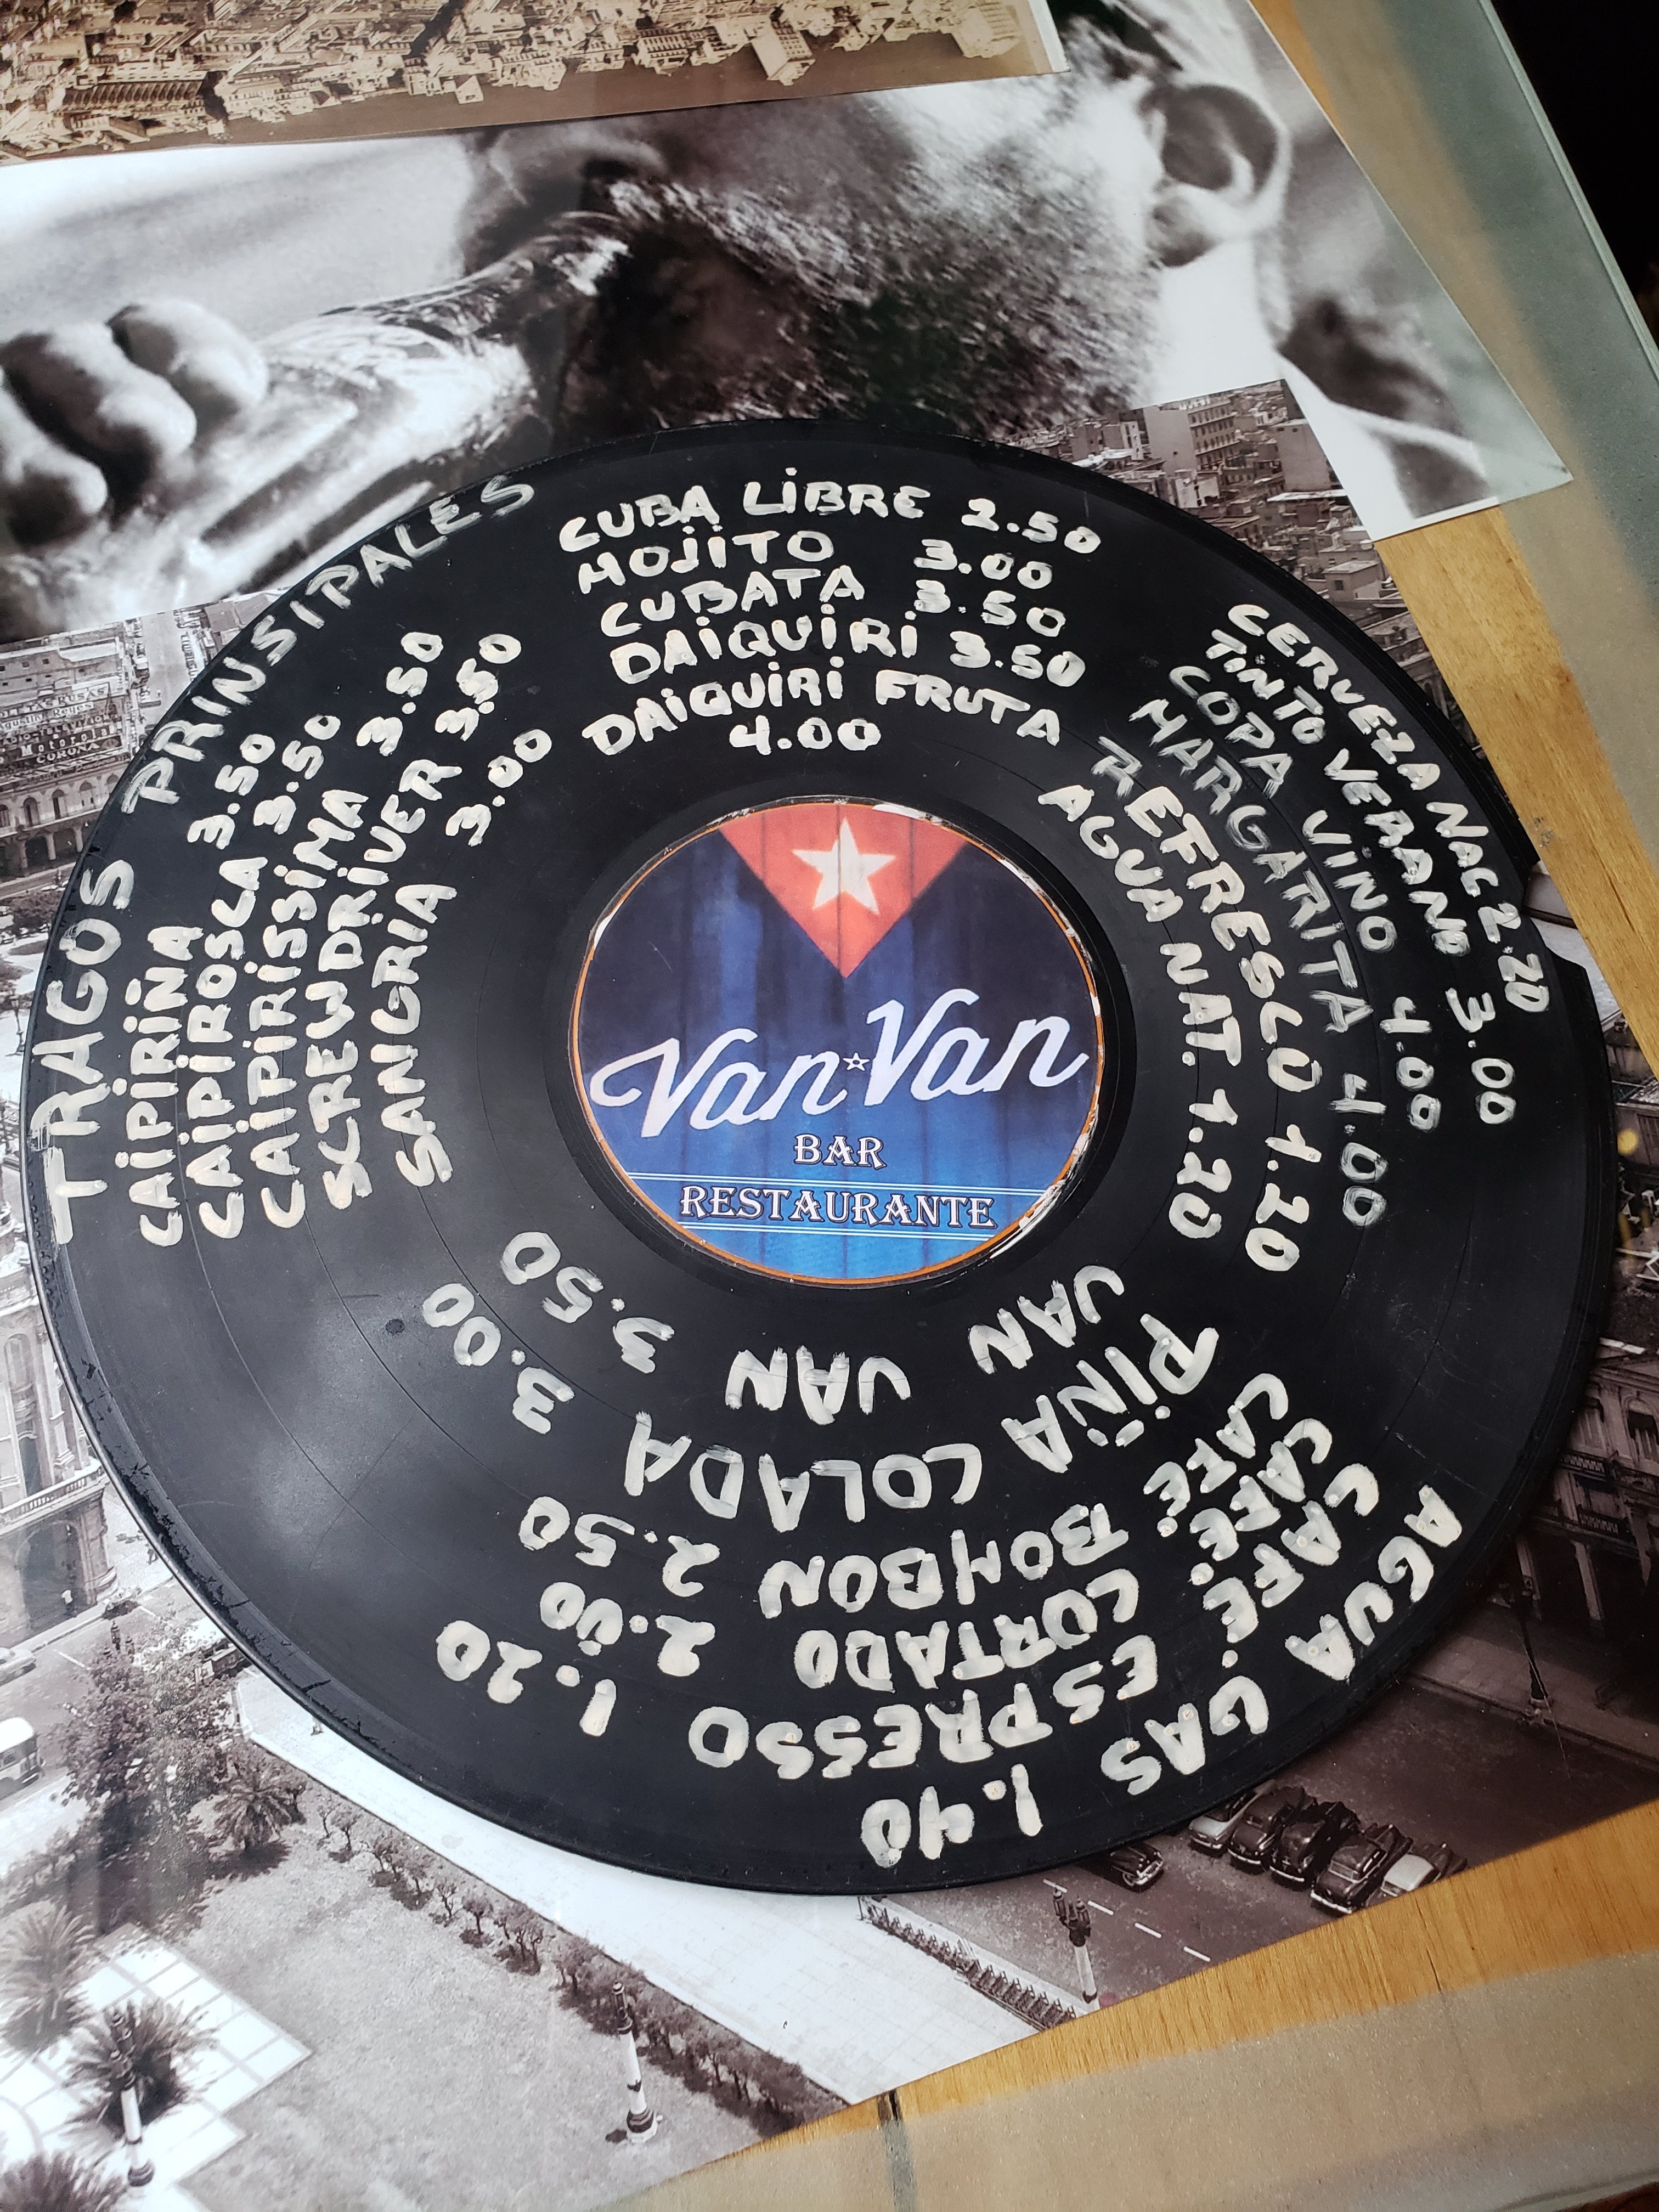 TRAGOS PRINSIPALES
CAIPIRIÑA 3.50
CAIPIROSCA 3.50
CAIPIRISSIMA 3.50
SCREWDRIVER 3.50
SANGRIA 3.00
CUBA LIBRE 2.50
MOJITO 3.00
CUBATA 3.50
DAIQUIRI 3.50
DAIQUIRI FRUTA
4.00
CERVEZA NAC 2.20
TINTO VERANO 3.00
COPA VINO 4.00
MARGARITA 4.00
REFRESCO 1.20
AGUA NAT. 1.20
VAN VAN 3.50
PIÑA COLADA 3.00
CAFE BOMBON 2.50
CAFE CORTADO 2.00
CAFE ESPRESSO 1.20
AGUA GAS 1.40
Van Van
BAR
RESTAURANTE
Motorola
CORONA